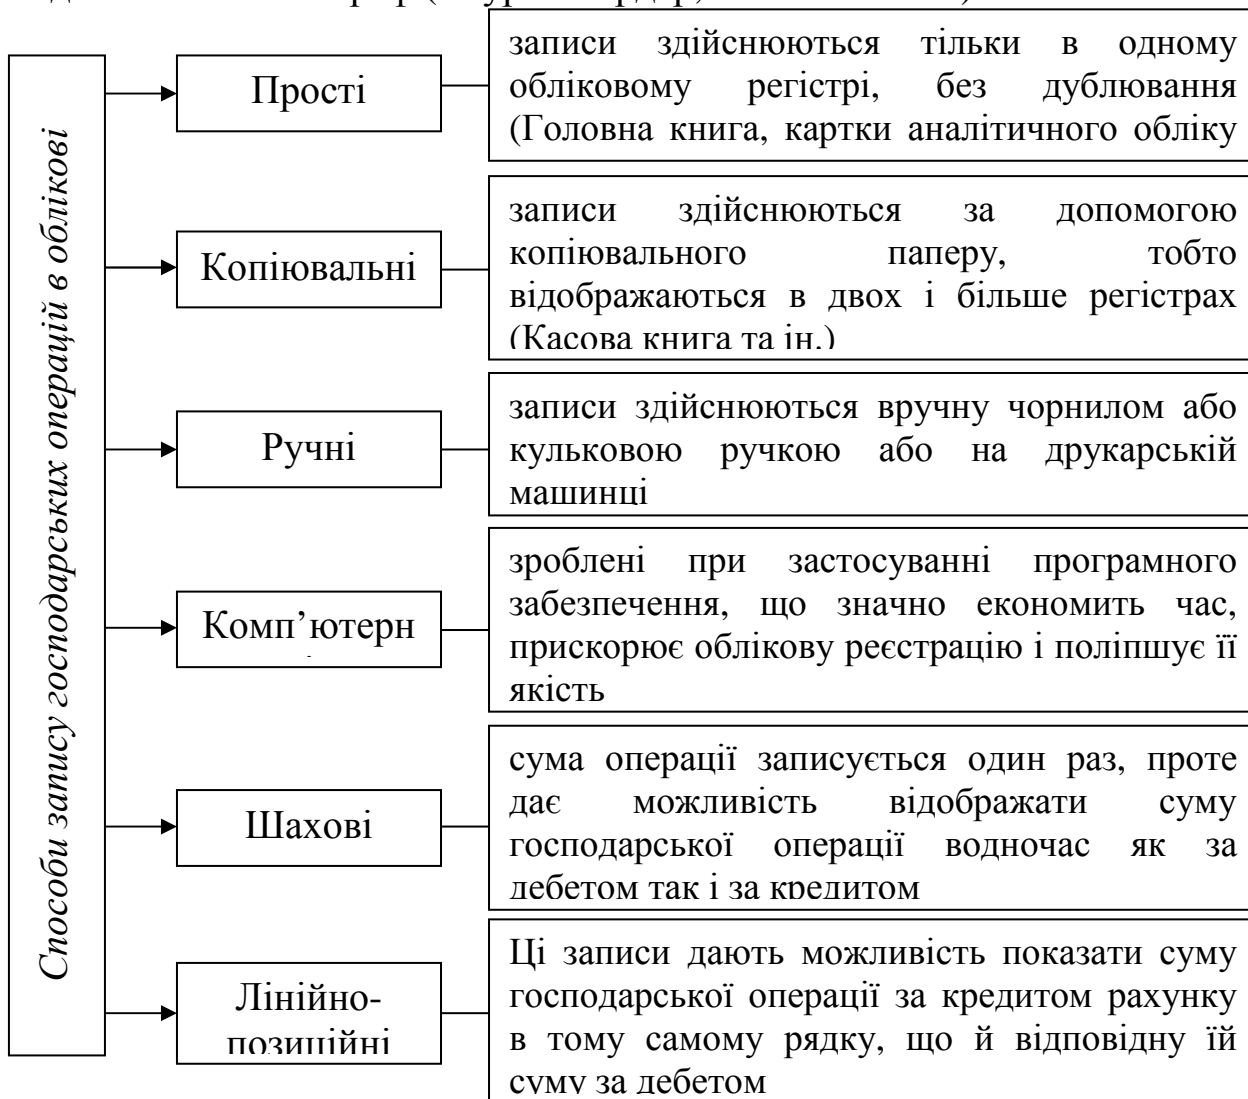 Способи запису господарських операцій в облікові
Прості
записи здійснюються тільки в одному
обліковому регістрі, без дублювання
(Головна книга, картки аналітичного обліку
Копіювальні
записи здійснюються за допомогою
копіювального паперу, тобто
відображаються в двох і більше регістрах
(Касова книга та ін.)
Ручні
записи здійснюються вручну чорнилом або
кульковою ручкою або на друкарській
машинці
Комп’ютерн
зроблені при застосуванні програмного
забезпечення, що значно економить час,
прискорює облікову реєстрацію і поліпшує її
якість
Шахові
сума операції записується один раз, проте
дає можливість відображати суму
господарської операції водночас як за
дебетом так і за кредитом
Лінійно-
позиційні
Ці записи дають можливість показати суму
господарської операції за кредитом рахунку
в тому самому рядку, що й відповідну їй
суму за дебетом